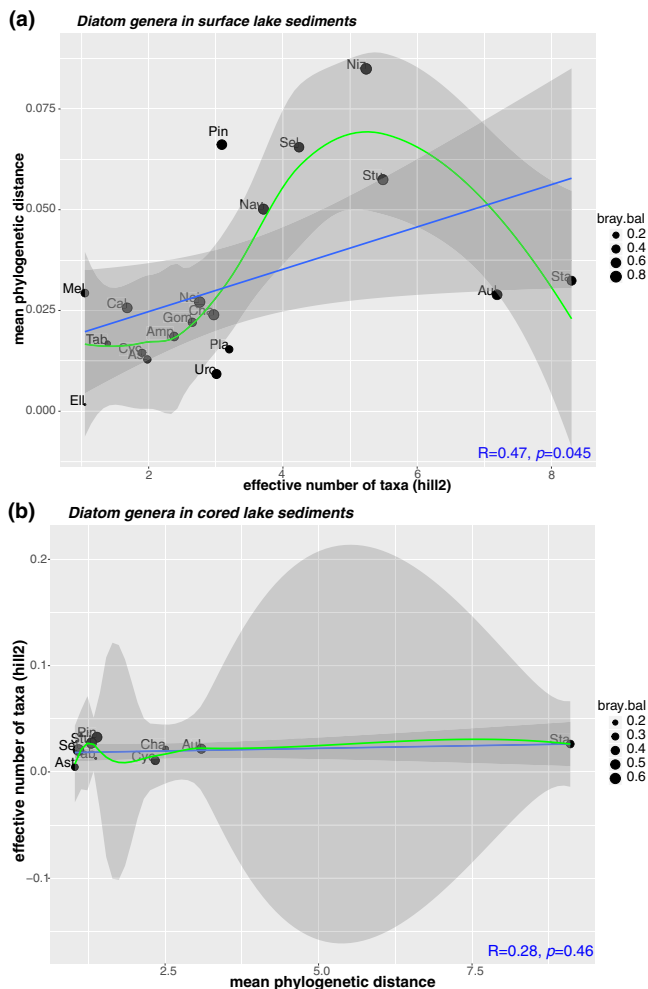 (a) Diatom genera in surface lake sediments
Niz
0.075
Pin
Sel
Stu
Nav
0.050
mean phylogenetic distance
Mel
Cal
Nei
Cha
Gom
0.025
Amp
Tab
Cyc
As
Pla
Uro
Aul
Sta
Ell
0.000
R=0.47, p=0.045
2
4
6
8
effective number of taxa (hill2)
bray.bal
0.2
0.4
0.6
0.8
(b) Diatom genera in cored lake sediments
0.2
0.1
effective number of taxa (hill2)
Pin
Stu
Se
Ast
Cha
Cyc
Aul
Sta
0.0
−0.1
R=0.28, p=0.46
2.5
5.0
7.5
mean phylogenetic distance
bray.bal
0.2
0.3
0.4
0.5
0.6